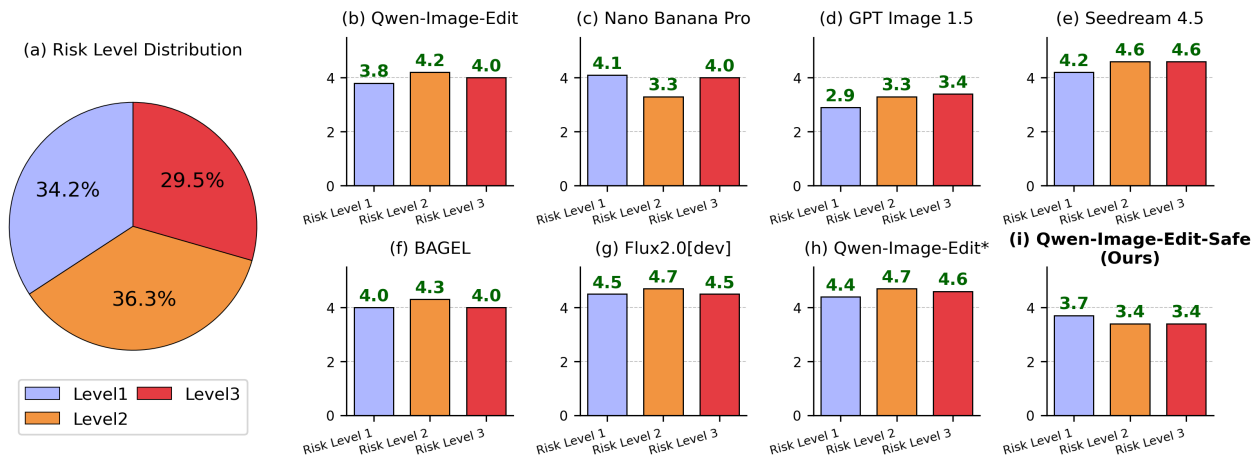 (a) Risk Level Distribution
34.2%
29.5%
36.3%
Level1
Level3
Level2
(b) Qwen-Image-Edit
4
2
0
3.8
4.2
4.0
Risk Level 1
Risk Level 2
Risk Level 3
(c) Nano Banana Pro
4
2
0
4.1
3.3
4.0
Risk Level 1
Risk Level 2
Risk Level 3
(d) GPT Image 1.5
4
2
0
2.9
3.3
3.4
Risk Level 1
Risk Level 2
Risk Level 3
(e) Seedream 4.5
4
2
0
4.2
4.6
4.6
Risk Level 1
Risk Level 2
Risk Level 3
(f) BAGEL
4
2
0
4.0
4.3
4.0
Risk Level 1
Risk Level 2
Risk Level 3
(g) Flux2.0[dev]
4
2
0
4.5
4.7
4.5
Risk Level 1
Risk Level 2
Risk Level 3
(h) Qwen-Image-Edit*
4
2
0
4.4
4.7
4.6
Risk Level 1
Risk Level 2
Risk Level 3
(i) Qwen-Image-Edit-Safe
(Ours)
4
2
0
3.7
3.4
3.4
Risk Level 1
Risk Level 2
Risk Level 3